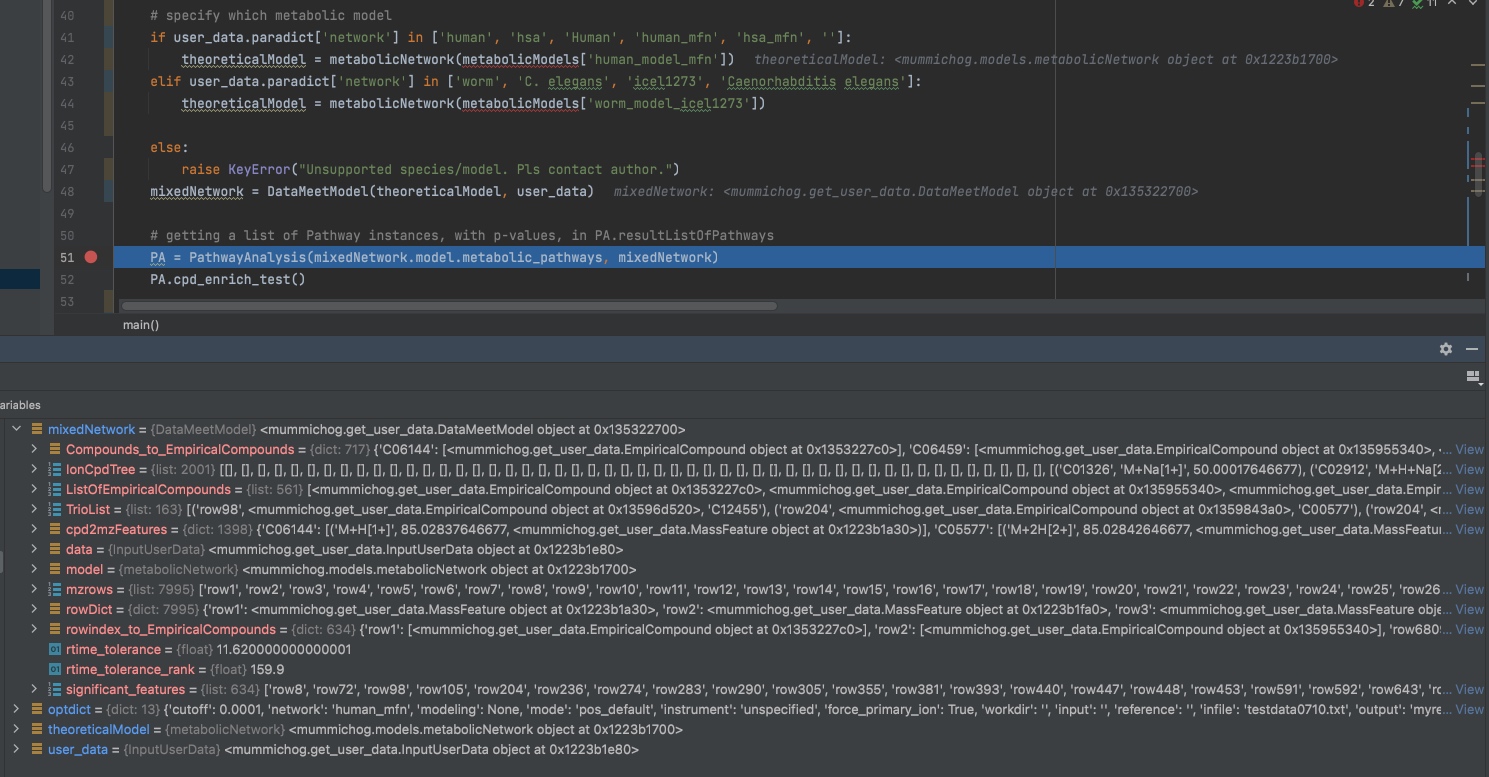 2 7 11
40 # specify which metabolic model
41 if user_data.paradict['network'] in ['human', 'hsa', 'Human', 'human_mfn', 'hsa_mfn', '']:
42 theoreticalModel = metabolicNetwork(metabolicModels['human_model_mfn']) theoreticalModel: <mummichog.models.metabolicNetwork object at 0x1223b1700>
43 elif user_data.paradict['network'] in ['worm', 'C. elegans', 'icel1273', 'Caenorhabditis elegans']:
44 theoreticalModel = metabolicNetwork(metabolicModels['worm_model_icel1273'])
45
46 else:
47 raise KeyError("Unsupported species/model. Pls contact author.")
48 mixedNetwork = DataMeetModel(theoreticalModel, user_data) mixedNetwork: <mummichog.get_user_data.DataMeetModel object at 0x135322700>
49
50 # getting a list of Pathway instances, with p-values, in PA.resultListOfPathways
51 PA = PathwayAnalysis(mixedNetwork.model.metabolic_pathways, mixedNetwork)
52 PA.cpd_enrich_test()
53
main()
ariables
mixedNetwork = {DataMeetModel} <mummichog.get_user_data.DataMeetModel object at 0x135322700>
Compounds_to_EmpiricalCompounds = {dict: 717} {'C06144': [<mummichog.get_user_data.EmpiricalCompound object at 0x1353227c0>], 'C06459': [<mummichog.get_user_data.EmpiricalCompound object at 0x135955340>, ... View
IonCpdTree = {list: 2001} [[], [], [], [], [], [], [], [], [], [], [], [], [], [], [], [], [], [], [], [], [], [], [], [], [], [], [], [], [], [], [], [], [], [], [], [], [], [], [], [], [], [], [], [], [], [], [], [], [], [], [('C01326', 'M+Na[1+]', 50.00017646677), ('C02912', 'M+H+Na[2... View
ListOfEmpiricalCompounds = {list: 561} [<mummichog.get_user_data.EmpiricalCompound object at 0x1353227c0>, <mummichog.get_user_data.EmpiricalCompound object at 0x135955340>, <mummichog.get_user_data.Empir... View
TrioList = {list: 163} [('row98', <mummichog.get_user_data.EmpiricalCompound object at 0x13596d520>, 'C12455'), ('row204', <mummichog.get_user_data.EmpiricalCompound object at 0x1359843a0>, 'C00577'), ('row204', <... View
cpd2mzFeatures = {dict: 1398} {'C06144': [('M+H[1+]', 85.02837646677, <mummichog.get_user_data.MassFeature object at 0x1223b1a30>)], 'C05577': [('M+2H[2+]', 85.02842646677, <mummichog.get_user_data.MassFeatur... View
data = {InputUserData} <mummichog.get_user_data.InputUserData object at 0x1223b1e80>
model = {metabolicNetwork} <mummichog.models.metabolicNetwork object at 0x1223b1700>
mzrows = {list: 7995} ['row1', 'row2', 'row3', 'row4', 'row5', 'row6', 'row7', 'row8', 'row9', 'row10', 'row11', 'row12', 'row13', 'row14', 'row15', 'row16', 'row17', 'row18', 'row19', 'row20', 'row21', 'row22', 'row23', 'row24', 'row25', 'row26... View
rowDict = {dict: 7995} {'row1': <mummichog.get_user_data.MassFeature object at 0x1223b1a30>, 'row2': <mummichog.get_user_data.MassFeature object at 0x1223b1fa0>, 'row3': <mummichog.get_user_data.MassFeature obje... View
rowindex_to_EmpiricalCompounds = {dict: 634} {'row1': [<mummichog.get_user_data.EmpiricalCompound object at 0x1353227c0>], 'row2': [<mummichog.get_user_data.EmpiricalCompound object at 0x135955340>], 'row680... View
rtime_tolerance = {float} 11.620000000000001
rtime_tolerance_rank = {float} 159.9
significant_features = {list: 634} ['row8', 'row72', 'row98', 'row105', 'row204', 'row236', 'row274', 'row283', 'row290', 'row305', 'row355', 'row381', 'row393', 'row440', 'row447', 'row448', 'row453', 'row591', 'row592', 'row643', 'rc... View
optdict = {dict: 13} {'cutoff': 0.0001, 'network': 'human_mfn', 'modeling': None, 'mode': 'pos_default', 'instrument': 'unspecified', 'force_primary_ion': True, 'workdir': '', 'input': '', 'reference': '', 'infile': 'testdata0710.txt', 'output': 'myre... View
theoreticalModel = {metabolicNetwork} <mummichog.models.metabolicNetwork object at 0x1223b1700>
user_data = {InputUserData} <mummichog.get_user_data.InputUserData object at 0x1223b1e80>